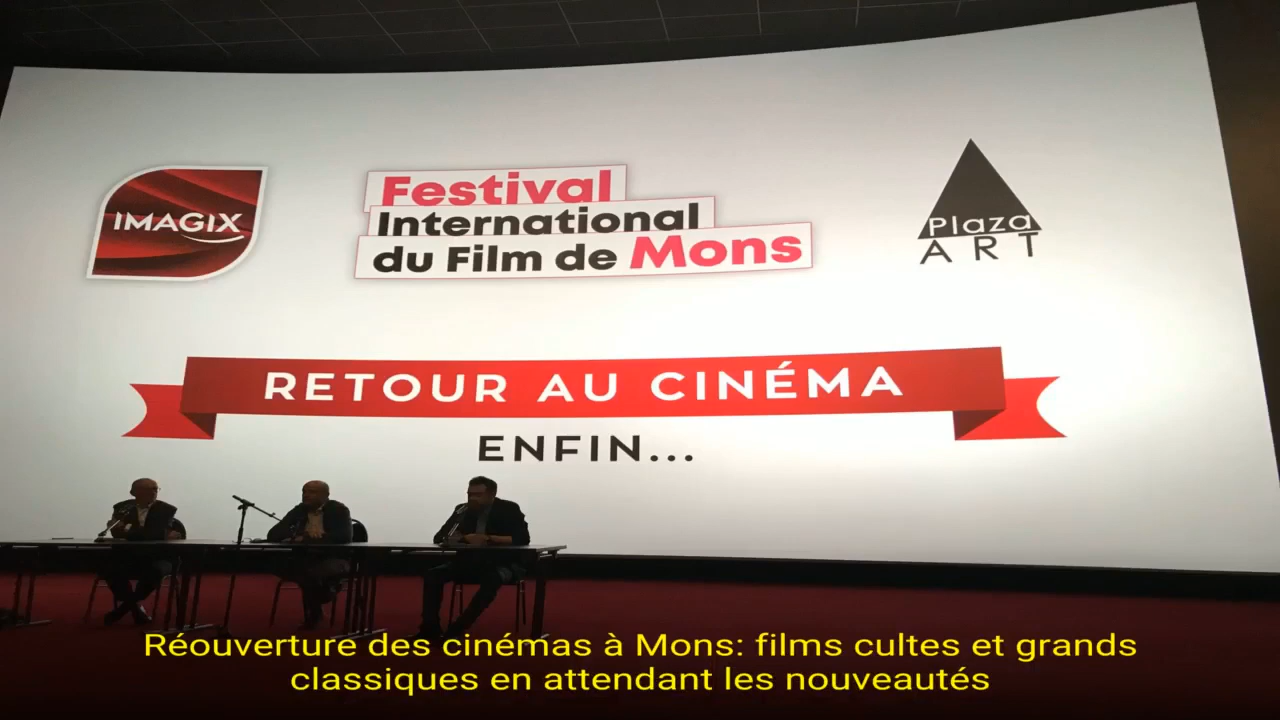 IMAGIX
Festival
International
du Film de Mons
Plaza
ART
RETOUR AU CINÉMA
ENFIN...
Réouverture des cinémas à Mons: films cultes et grands
classiques en attendant les nouveautés